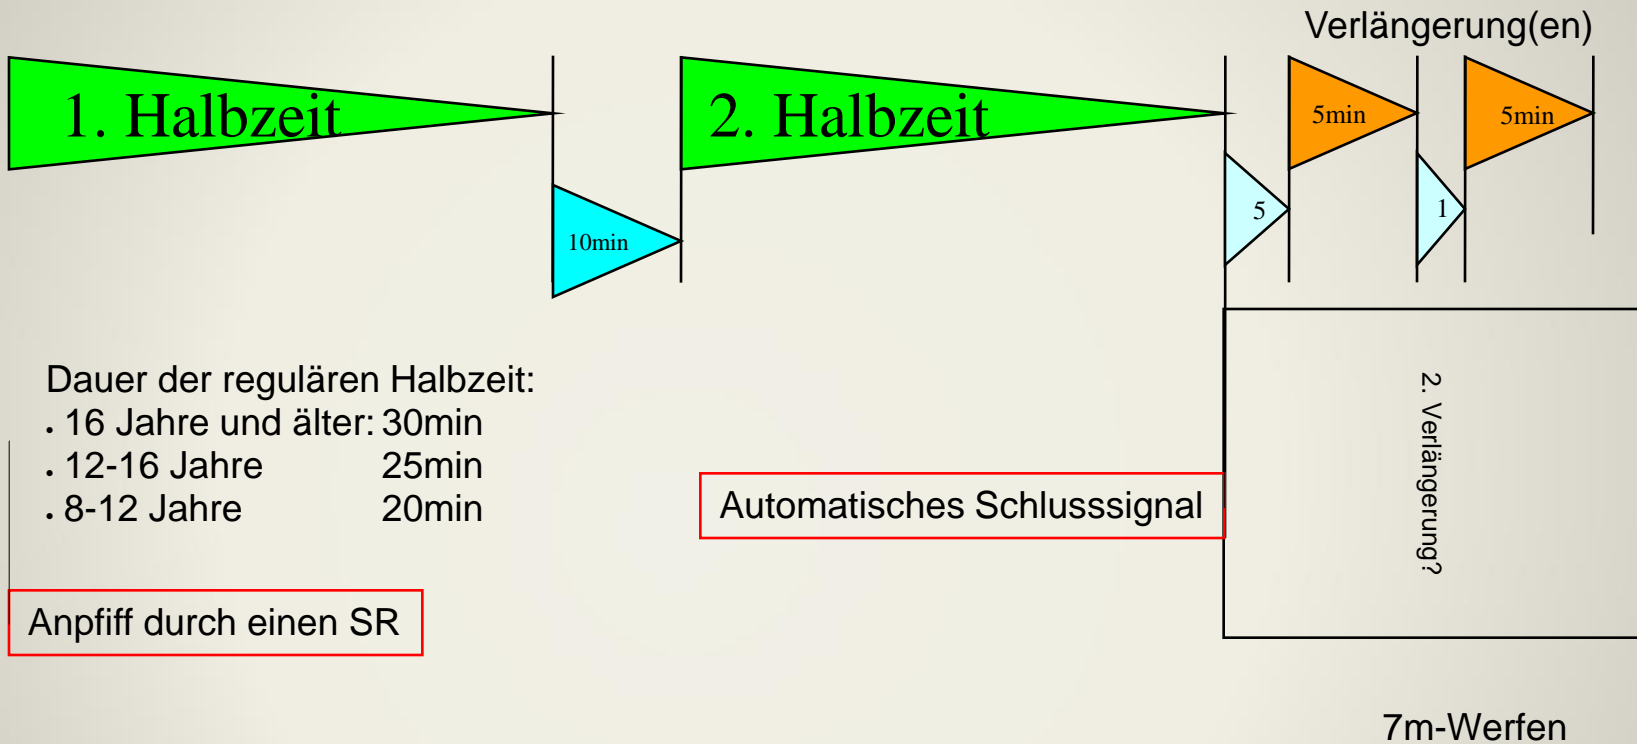 Verlängerung(en)
1. Halbzeit
2. Halbzeit
5min
5min
10min
5
1
Dauer der regulären Halbzeit:
• 16 Jahre und älter: 30min
• 12-16 Jahre 25min
• 8-12 Jahre 20min
2. Verlängerung?
Automatisches Schlusssignal
Anpfiff durch einen SR
7m-Werfen